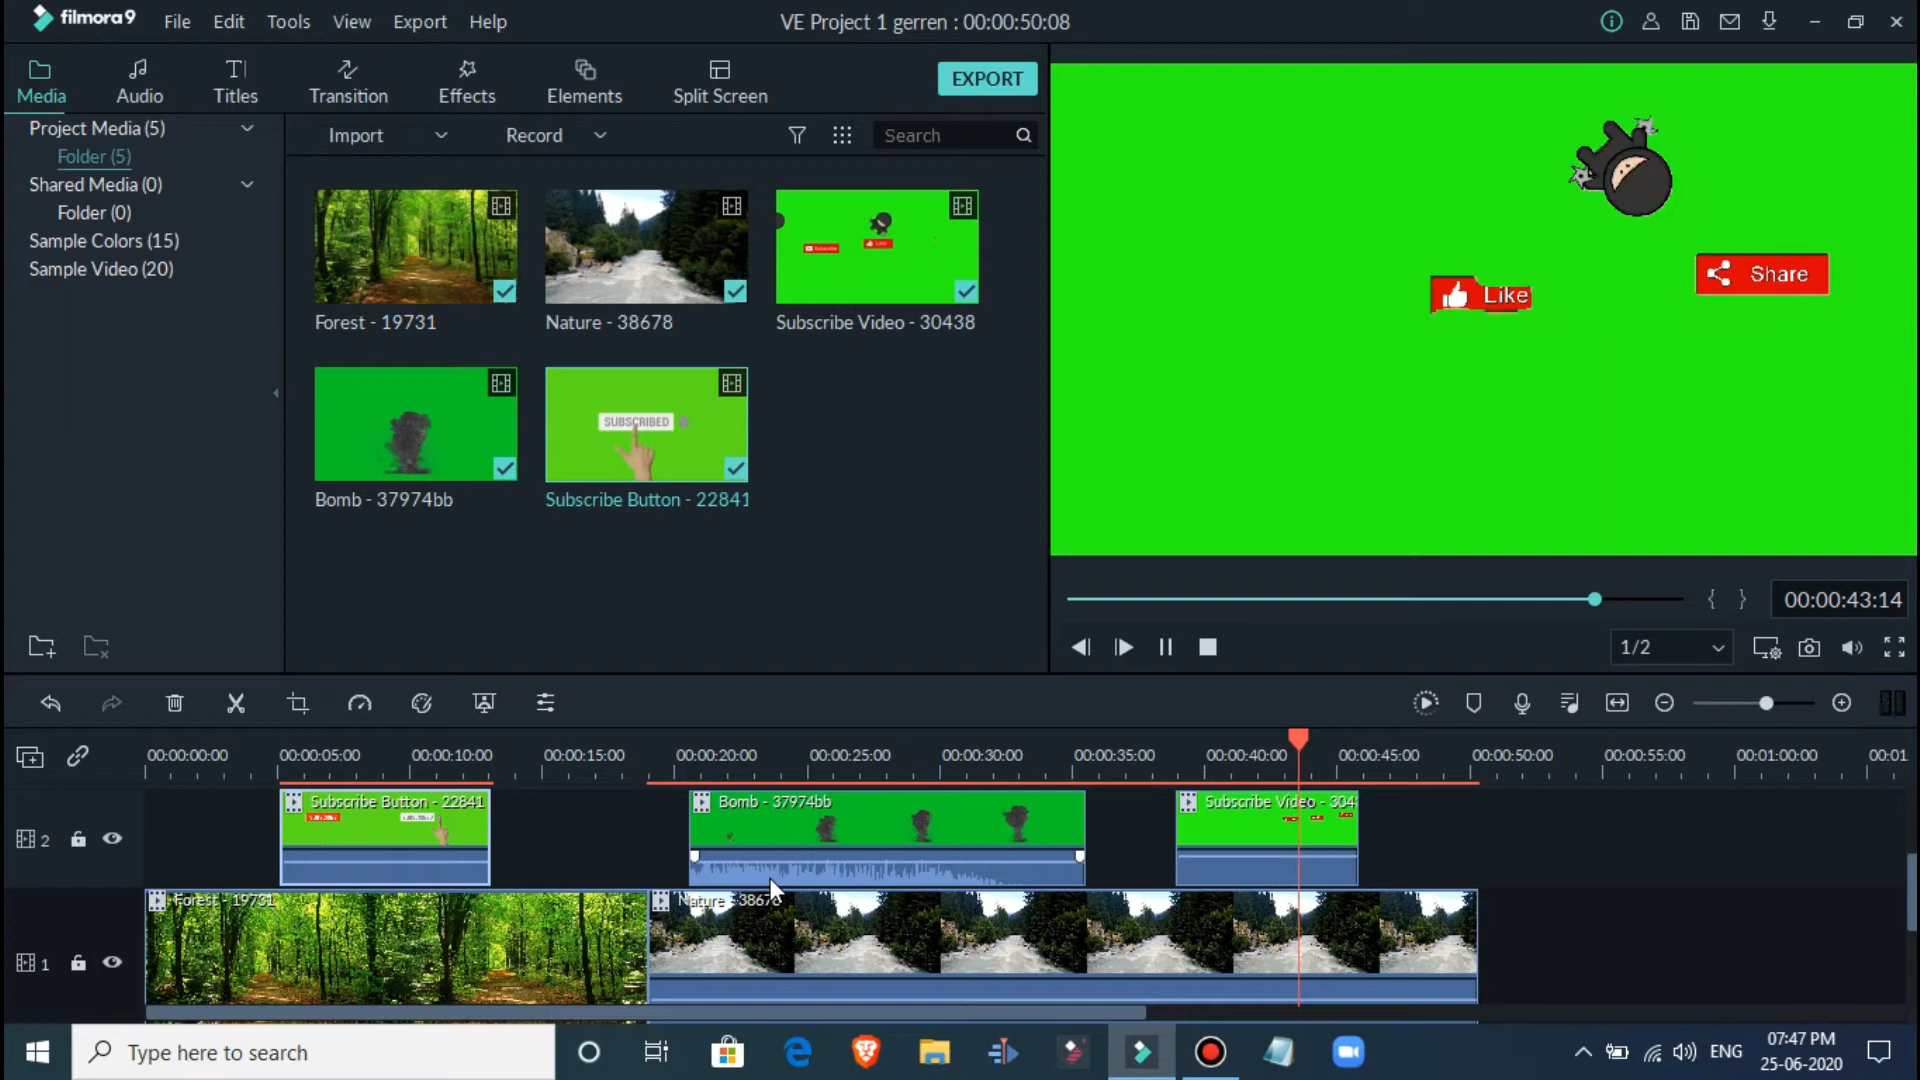 filmora9
File Edit Tools View Export Help
VE Project 1 gerren : 00:00:50:08
Media
Audio
Titles
Transition
Effects
Elements
Split Screen
EXPORT
Project Media (5)
Folder (5)
Shared Media (0)
Folder (0)
Sample Colors (15)
Sample Video (20)
Import
Record
Search
Like
Forest - 19731
Nature - 38678
Subscribe Video - 30438
SUBSCRIBED
Bomb - 37974bb
Subscribe Button - 22841
Like
Share
{ }
00:00:43:14
1/2
00:00:00:00
00:00:05:00
00:00:10:00
00:00:15:00
00:00:20:00
00:00:25:00
00:00:30:00
00:00:35:00
00:00:40:00
00:00:45:00
00:00:50:00
00:00:55:00
00:01:00:00
00:01
2
Subscribe Button - 22841
Bomb - 37974bb
Subscribe Video - 304
1
Forest - 19731
Nature - 3867
Type here to search
ENG
07:47 PM
25-06-2020